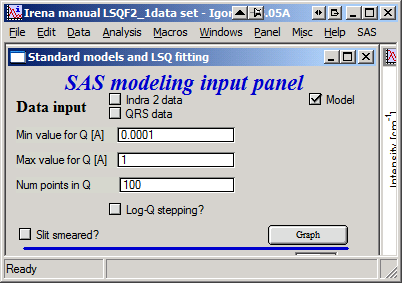 Irena manual LSQF2_1data set - Igo .05A
File Edit Data Analysis Macros Windows Panel Misc Help SAS
Standard models and LSQ fitting
SAS modeling input panel
Data input
Indra 2 data
Model
QRS data
Min value for Q [A] 0.0001
Max value for Q [A] 1
Num points in Q 100
Log-Q stepping?
Slit smeared?
Graph
Intensity [cm⁻¹
Ready